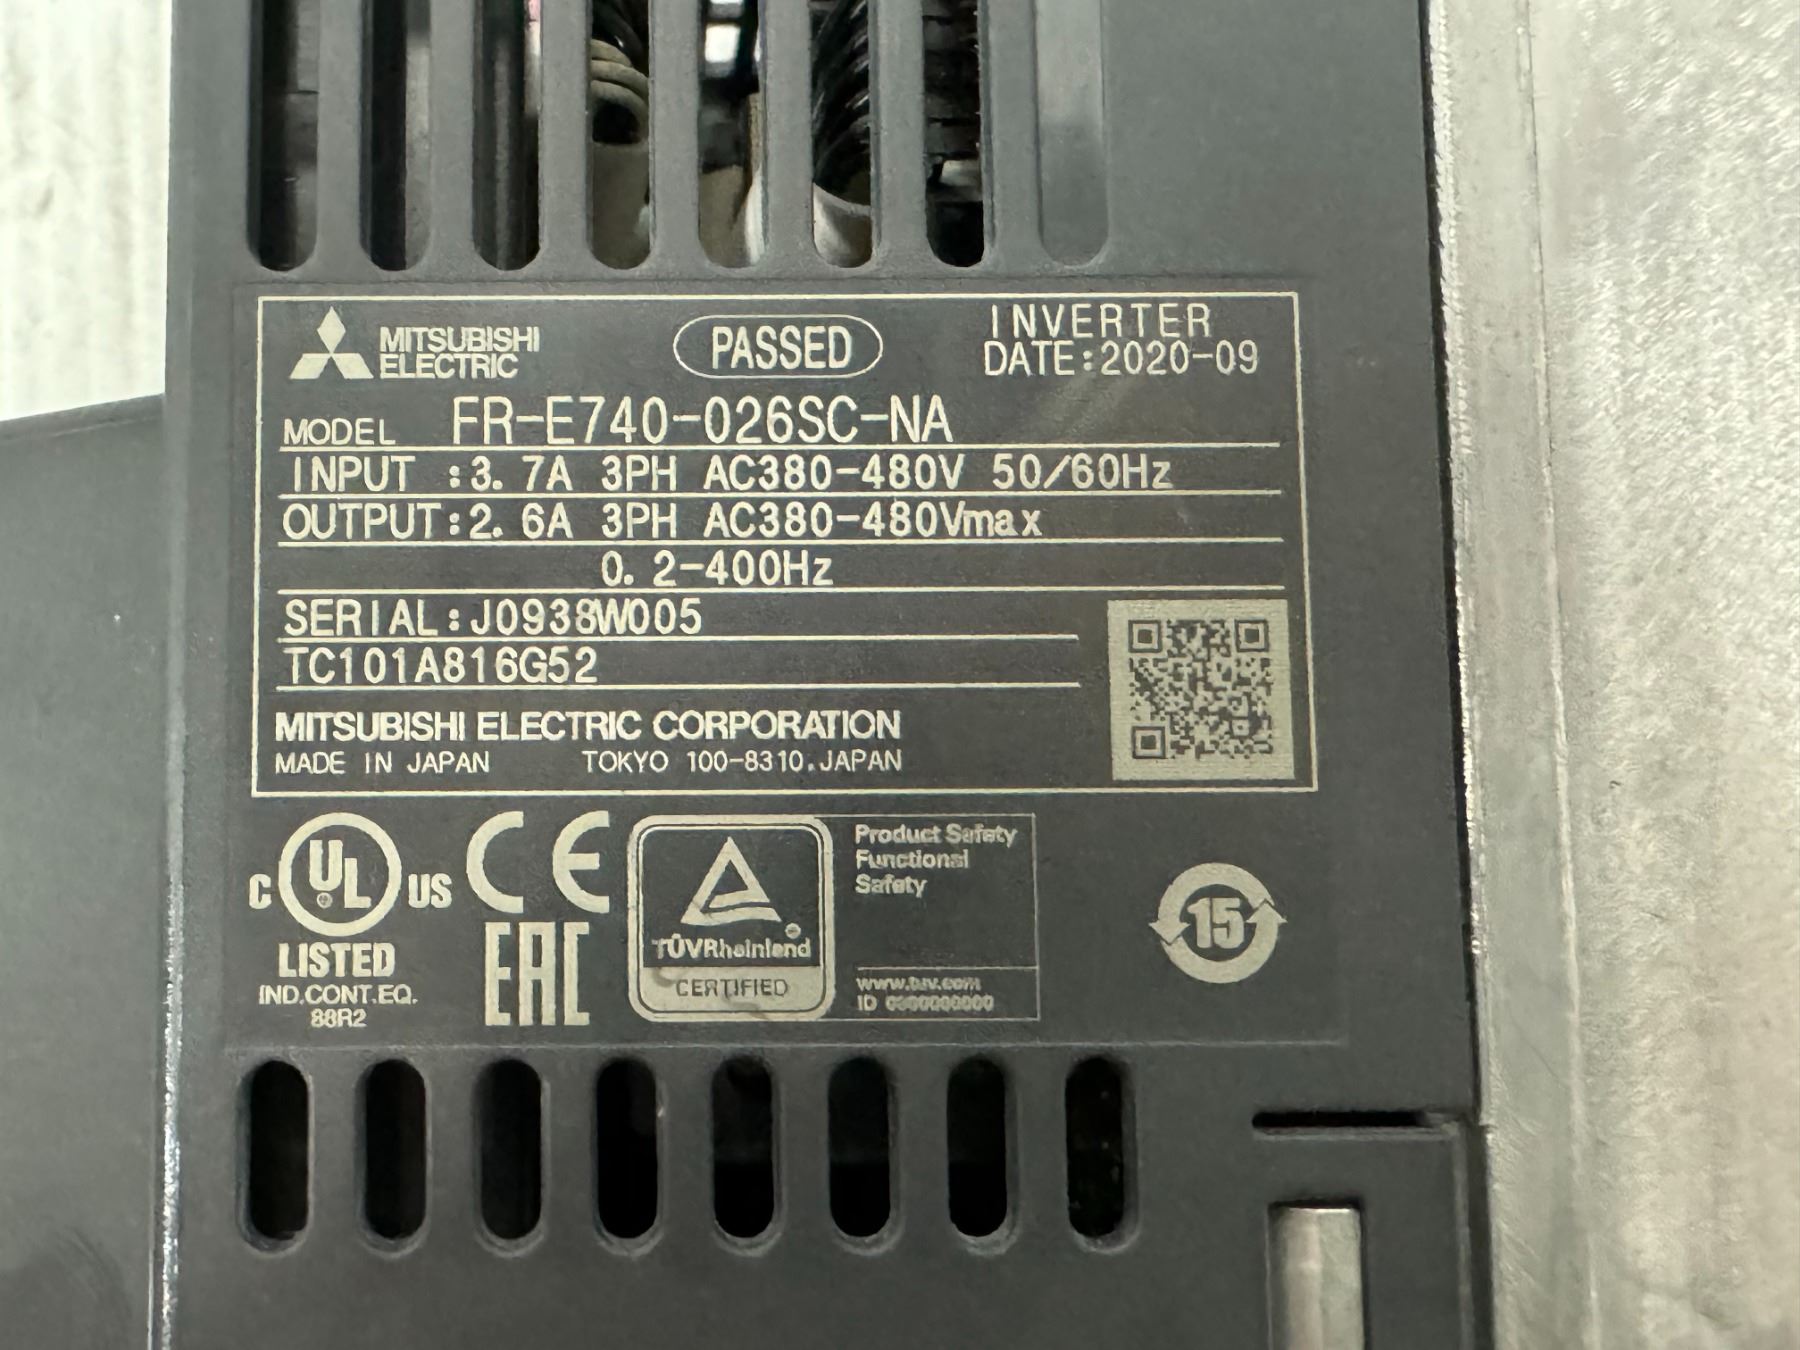 MITSUBISHI
ELECTRIC
PASSED
INVERTER
DATE:2020-09
MODEL FR-E740-026SC-NA
INPUT :3.7A 3PH AC380-480V 50/60Hz
OUTPUT:2.6A 3PH AC380-480Vmax
0.2-400Hz
SERIAL:J0938W005
TC101A816G52
MITSUBISHI ELECTRIC CORPORATION
MADE IN JAPAN TOKYO 100-8310.JAPAN
C UL US
LISTED
IND.CONT.EQ.
88R2
CE
EAC
TÜVRheinland
CERTIFIED
Product Safety
Functional
Safety
www.tuv.com
ID 0000000000
15